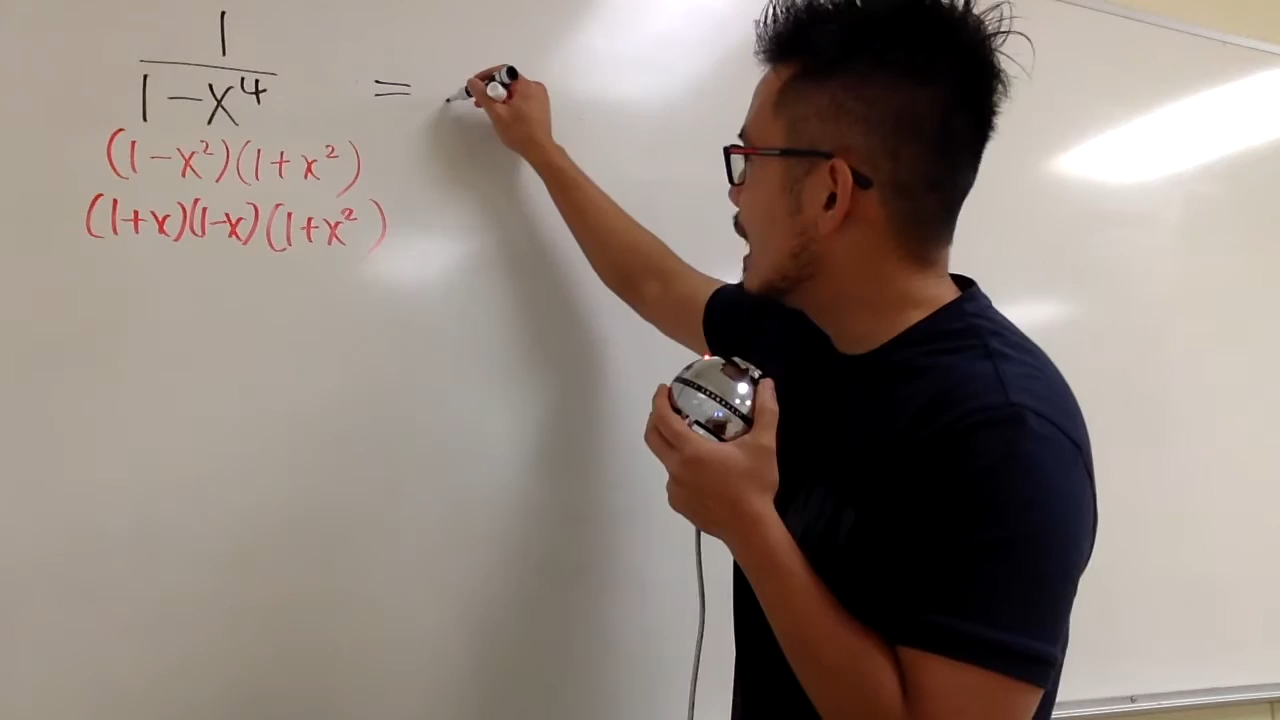 1
1-x⁴ =
(1-x²)(1+x²)
(1+x)(1-x)(1+x²)